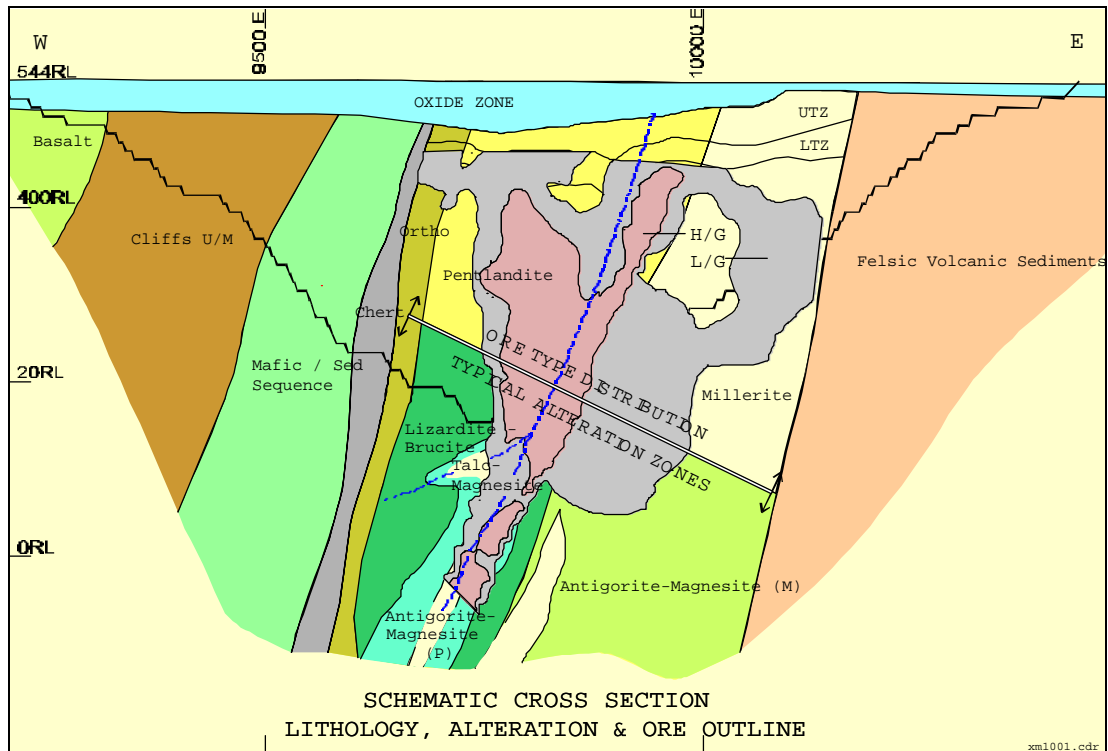 9500 E
10000 E
W
E
544RL
OXIDE ZONE
UTZ
Basalt
LTZ
400RL
Ortho
H/G
Cliffs U/M
L/G
Felsic Volcanic Sediments
Pentlandite
Chert
ORE TYPE DISTRIBUTION
TYPICAL ALTERATION ZONES
Mafic / Sed
Sequence
20RL
Millerite
Lizardite -
Brucite
Talc-
Magnesite
0RL
Antigorite-Magnesite (M)
Antigorite-
Magnesite
(P)
SCHEMATIC CROSS SECTION
LITHOLOGY, ALTERATION & ORE OUTLINE
xm1001.cdr